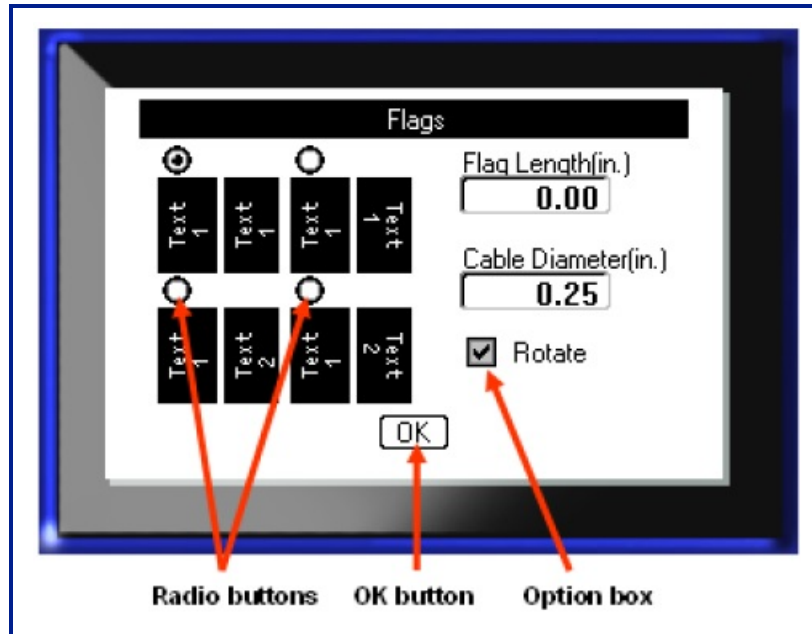 Flags
Flag Length(in.)
0.00
Text 1
Text 1
Text 1
Text 1
Cable Diameter(in.)
0.25
Text 1
Text 2
Text 1
Text 2
Rotate
OK
Radio buttons OK button Option box